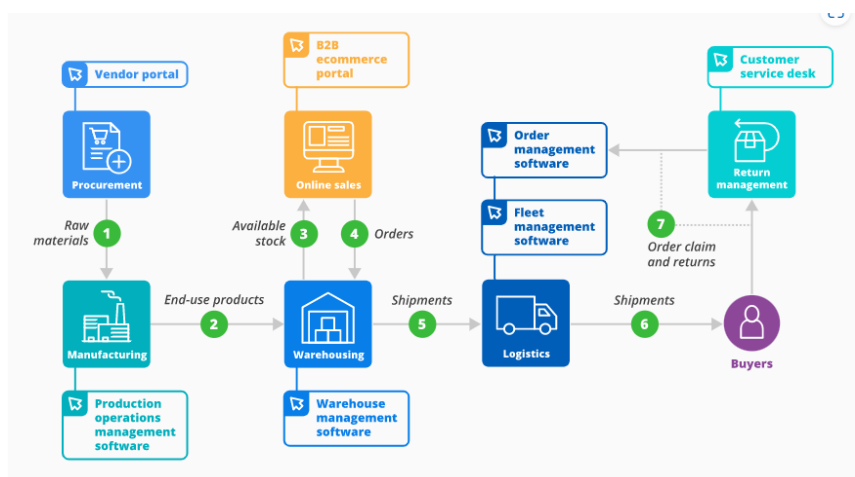 Vendor portal
B2B
ecommerce
portal
Customer
service desk
Procurement
Online sales
Order
management
software
Return
management
Raw
materials
1
Available
stock
3
4
Orders
Fleet
management
software
7
Order claim
and returns
End-use products
2
Shipments
5
Shipments
6
Manufacturing
Warehousing
Logistics
Buyers
Production
operations
management
software
Warehouse
management
software